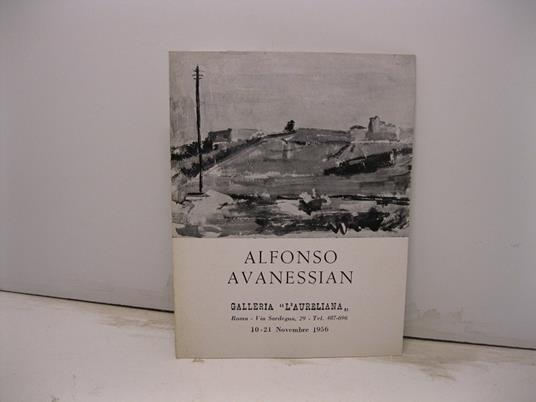 ALFONSO
AVANESSIAN
GALLERIA "L'AURELIANA„
Roma - Via Sardegna, 29 - Tel. 487-696
10-21 Novembre 1956